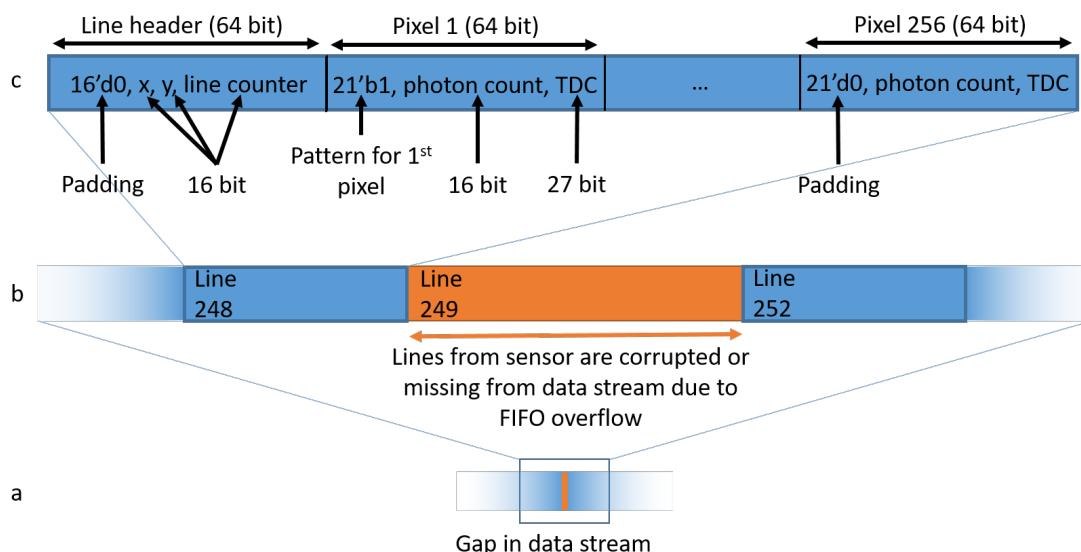 Line header (64 bit)
Pixel 1 (64 bit)
Pixel 256 (64 bit)
c
16’d0, x, y, line counter
21’b1, photon count, TDC
...
21’d0, photon count, TDC
Padding
16 bit
Pattern for 1st
pixel
16 bit
27 bit
Padding
b
Line
248
Line
249
Line
252
Lines from sensor are corrupted or
missing from data stream due to
FIFO overflow
a
Gap in data stream